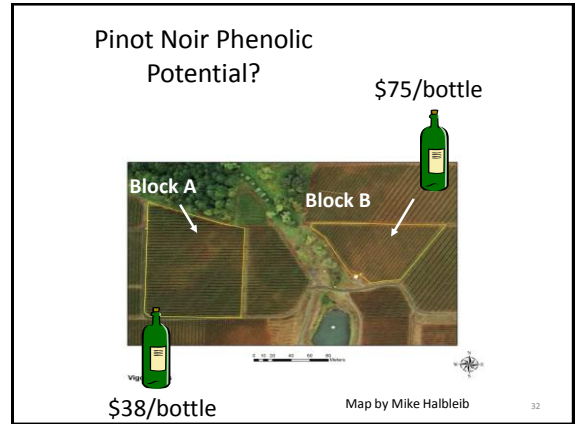 Pinot Noir Phenolic
Potential?
$75/bottle
Block A
Block B
$38/bottle
Map by Mike Halbleib
32